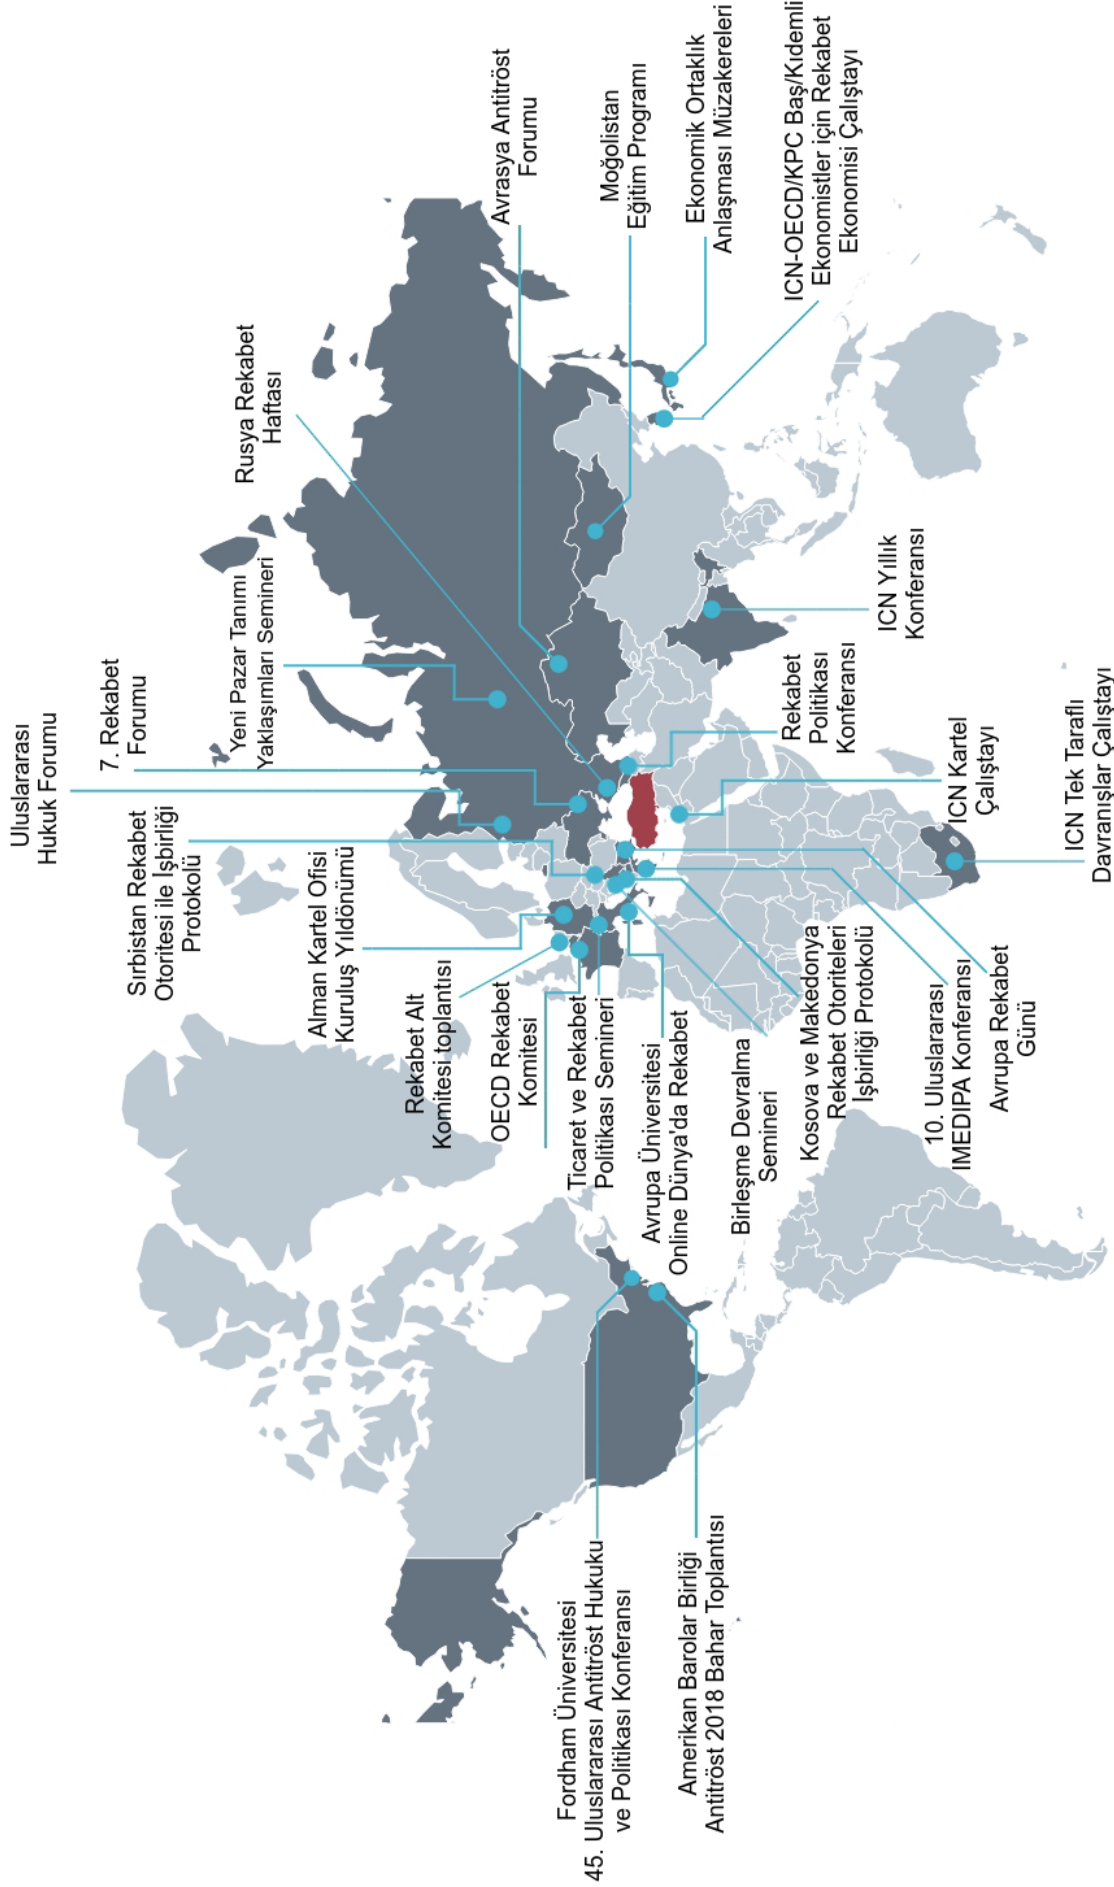 Uluslararası
Hukuk Forumu
7. Rekabet
Forumu
Sırbistan Rekabet
Otoritesi ile İşbirliği
Protokolü
Yeni Pazar Tanımı
Yaklaşımları Semineri
Rusya Rekabet
Haftası
Alman Kartel Ofisi
Kuruluş Yıldönümü
Rekabet Alt
Komitesi toplantısı
OECD Rekabet
Komitesi
Avrasya Antitröst
Forumu
Moğolistan
Eğitim Programı
Ekonomik Ortaklık
Anlaşması Müzakereleri
ICN-OECD/KPC Baş/Kıdemli
Ekonomistler için Rekabet
Ekonomisi Çalıştayı
Fordham Üniversitesi
45. Uluslararası Antitröst Hukuku
ve Politikası Konferansı
Amerikan Barolar Birliği
Antitröst 2018 Bahar Toplantısı
Ticaret ve Rekabet
Politikası Semineri
Avrupa Üniversitesi
Online Dünya'da Rekabet
Birleşme Devralma
Semineri
Kosova ve Makedonya
Rekabet Otoriteleri
İşbirliği Protokolü
10. Uluslararası
IMEDIPA Konferansı
Avrupa Rekabet
Günü
Rekabet
Politikası
Konferansı
ICN Yıllık
Konferansı
ICN Kartel
Çalıştayı
ICN Tek Taraflı
Davranışlar Çalıştayı